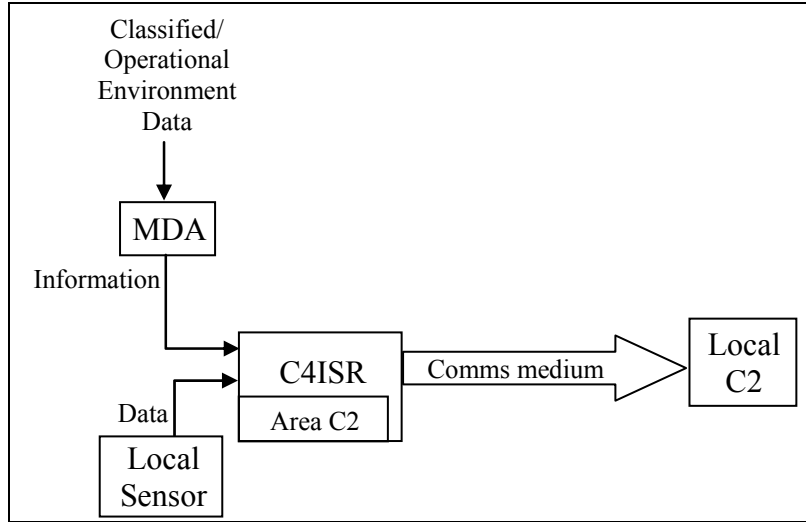 Classified/
Operational
Environment
Data
MDA
Information
C4ISR
Comms medium
Local
C2
Data
Area C2
Local
Sensor